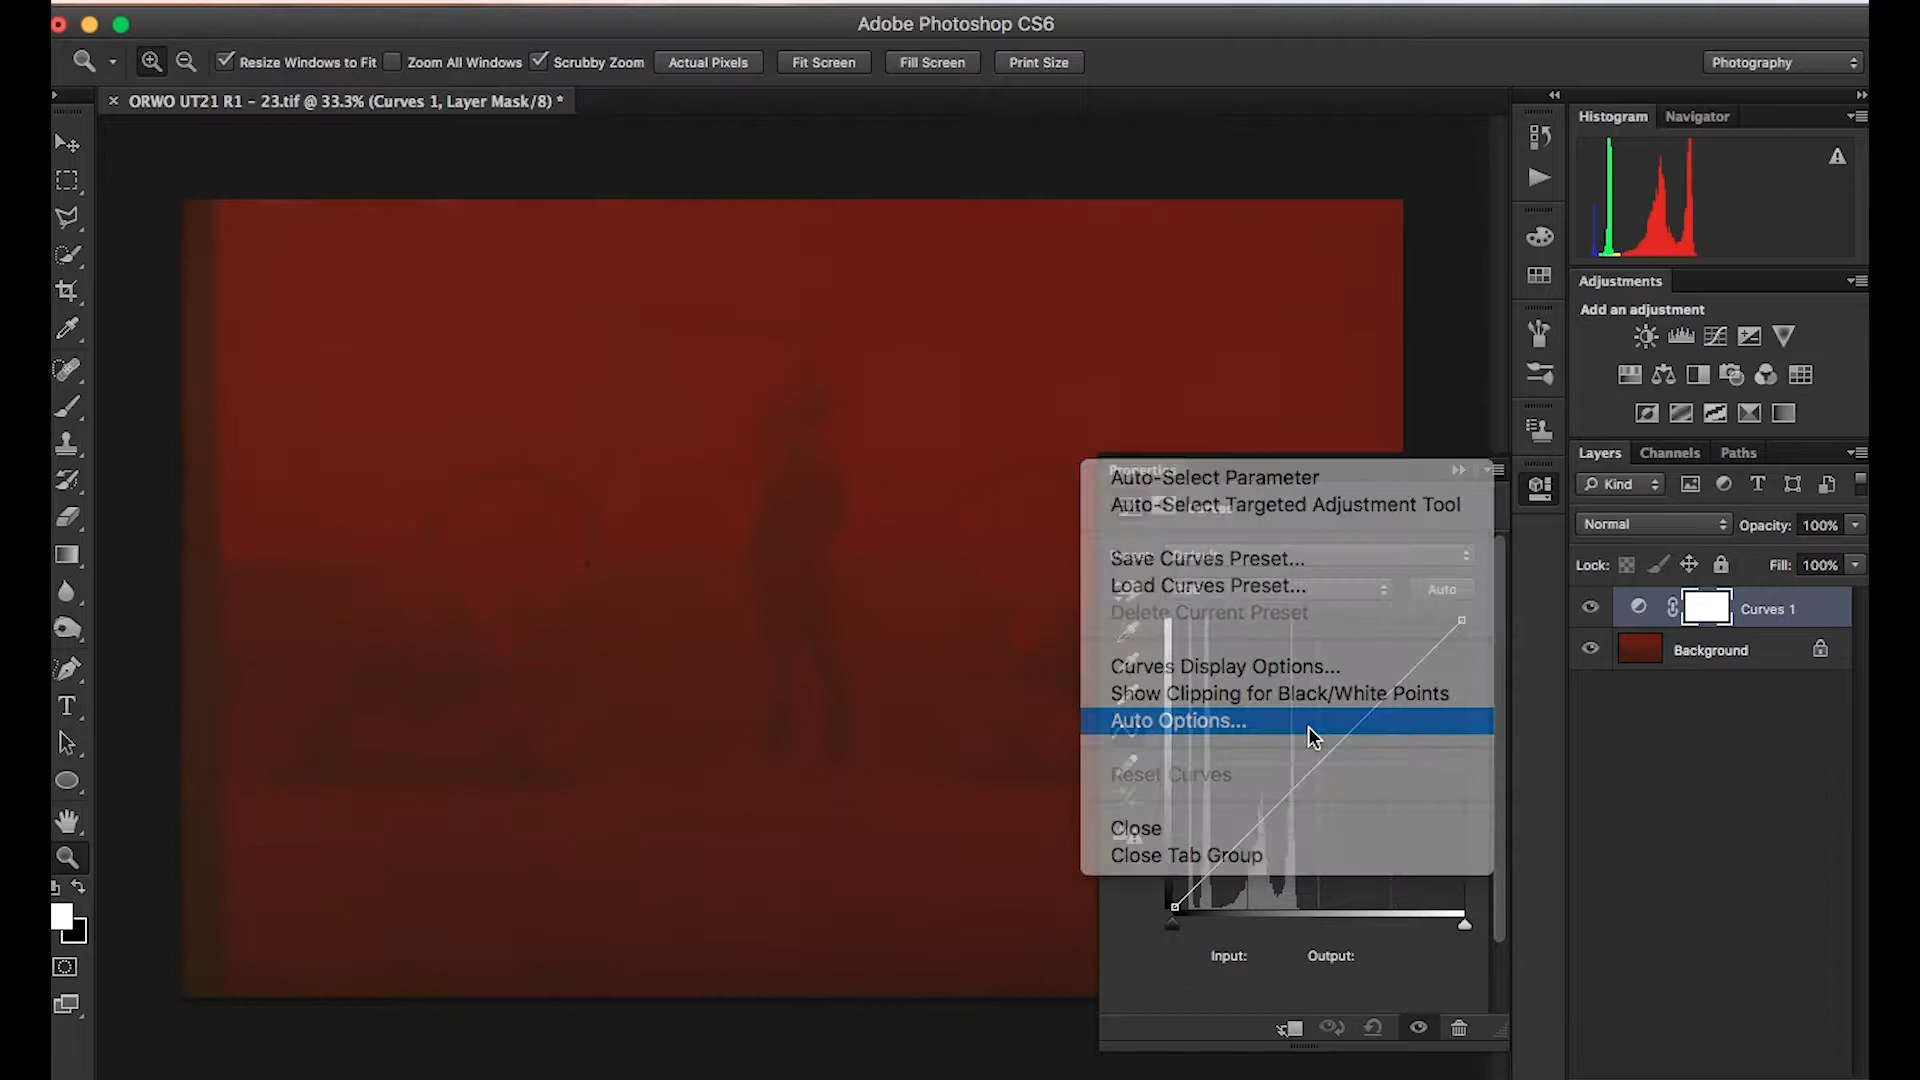 Adobe Photoshop CS6
Resize Windows to Fit Zoom All Windows Scrubby Zoom Actual Pixels Fit Screen Fill Screen Print Size Photography
ORWO UT21 R1 - 23.tif @ 33.3% (Curves 1, Layer Mask/8) *
Histogram Navigator
Adjustments
Add an adjustment
Layers Channels Paths
Kind
Normal Opacity: 100%
Lock: Fill: 100%
Curves 1
Background
Properties
Auto-Select Parameter
Auto-Select Targeted Adjustment Tool
Save Curves Preset...
Load Curves Preset...
Auto
Delete Current Preset
Curves Display Options...
Show Clipping for Black/White Points
Auto Options...
Reset Curves
Close
Close Tab Group
Input: Output: